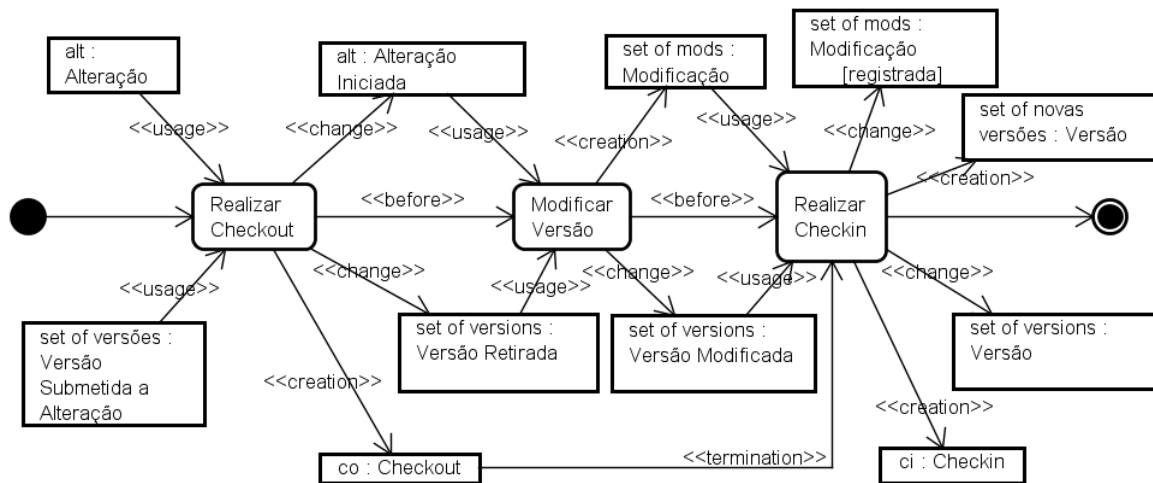 alt :
Alteração
alt : Alteração
Iniciada
set of mods :
Modificação
set of mods :
Modificação
[registrada]
set of novas
versões : Versão
<<usage>>
<<change>>
<<usage>>
<<creation>>
<<usage>>
<<change>>
<<creation>>
Realizar
Checkout
<<before>>
Modificar
Versão
<<before>>
Realizar
Checkin
<<usage>>
<<change>>
<<usage>>
<<change>>
<<usage>>
<<change>>
set of versões :
Versão
Submetida a
Alteração
set of versions :
Versão Retirada
set of versions :
Versão Modificada
set of versions :
Versão
<<creation>>
<<creation>>
co : Checkout
<<termination>>
ci : Checkin